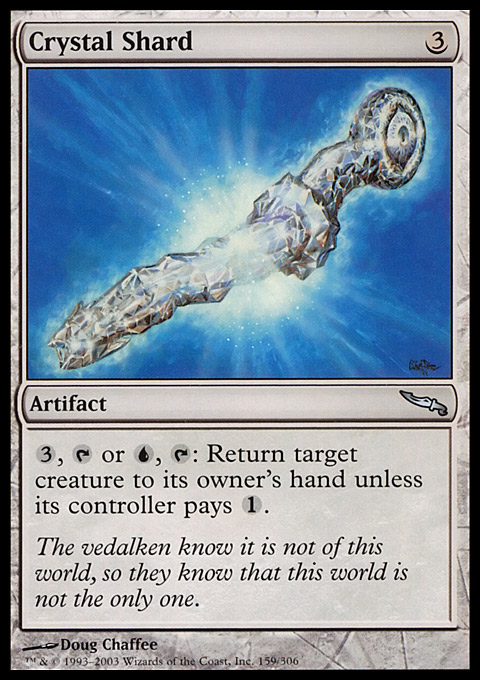 Crystal Shard 3
Artifact
3, or , : Return target
creature to its owner's hand unless
its controller pays 1.
The vedalken know it is not of this
world, so they know that this world is
not the only one.
Doug Chaffee
™ & © 1993–2003 Wizards of the Coast, Inc. 159/306